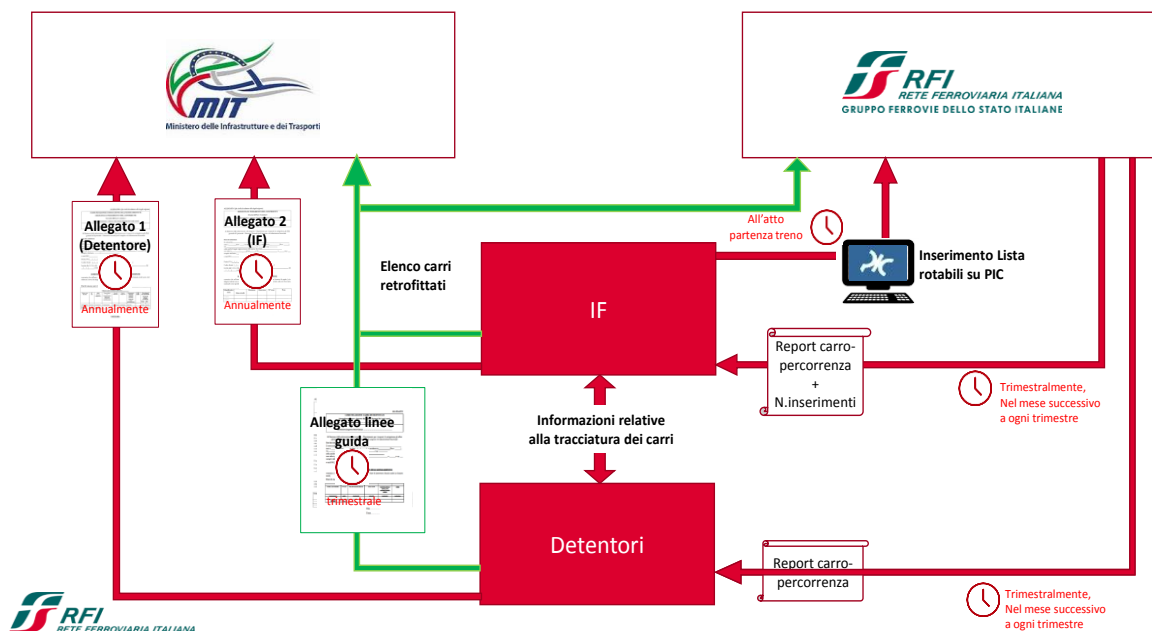 MIT
Ministero delle Infrastrutture e dei Trasporti
RFI
RETE FERROVIARIA ITALIANA
GRUPPO FERROVIE DELLO STATO ITALIANE
Allegato 1
(Detentore)
Annualmente
Allegato 2
(IF)
Annualmente
Elenco carri
retrofittati
All'atto
partenza treno
Inserimento Lista
rotabili su PIC
IF
Report carro-
percorrenza
+
N.inserimenti
Trimestralmente,
Nel mese successivo
a ogni trimestre
Informazioni relative
alla tracciatura dei carri
Allegato linee
guida
trimestrale
Detentori
Report carro-
percorrenza
Trimestralmente,
Nel mese successivo
a ogni trimestre
RFI
RETE FERROVIARIA ITALIANA